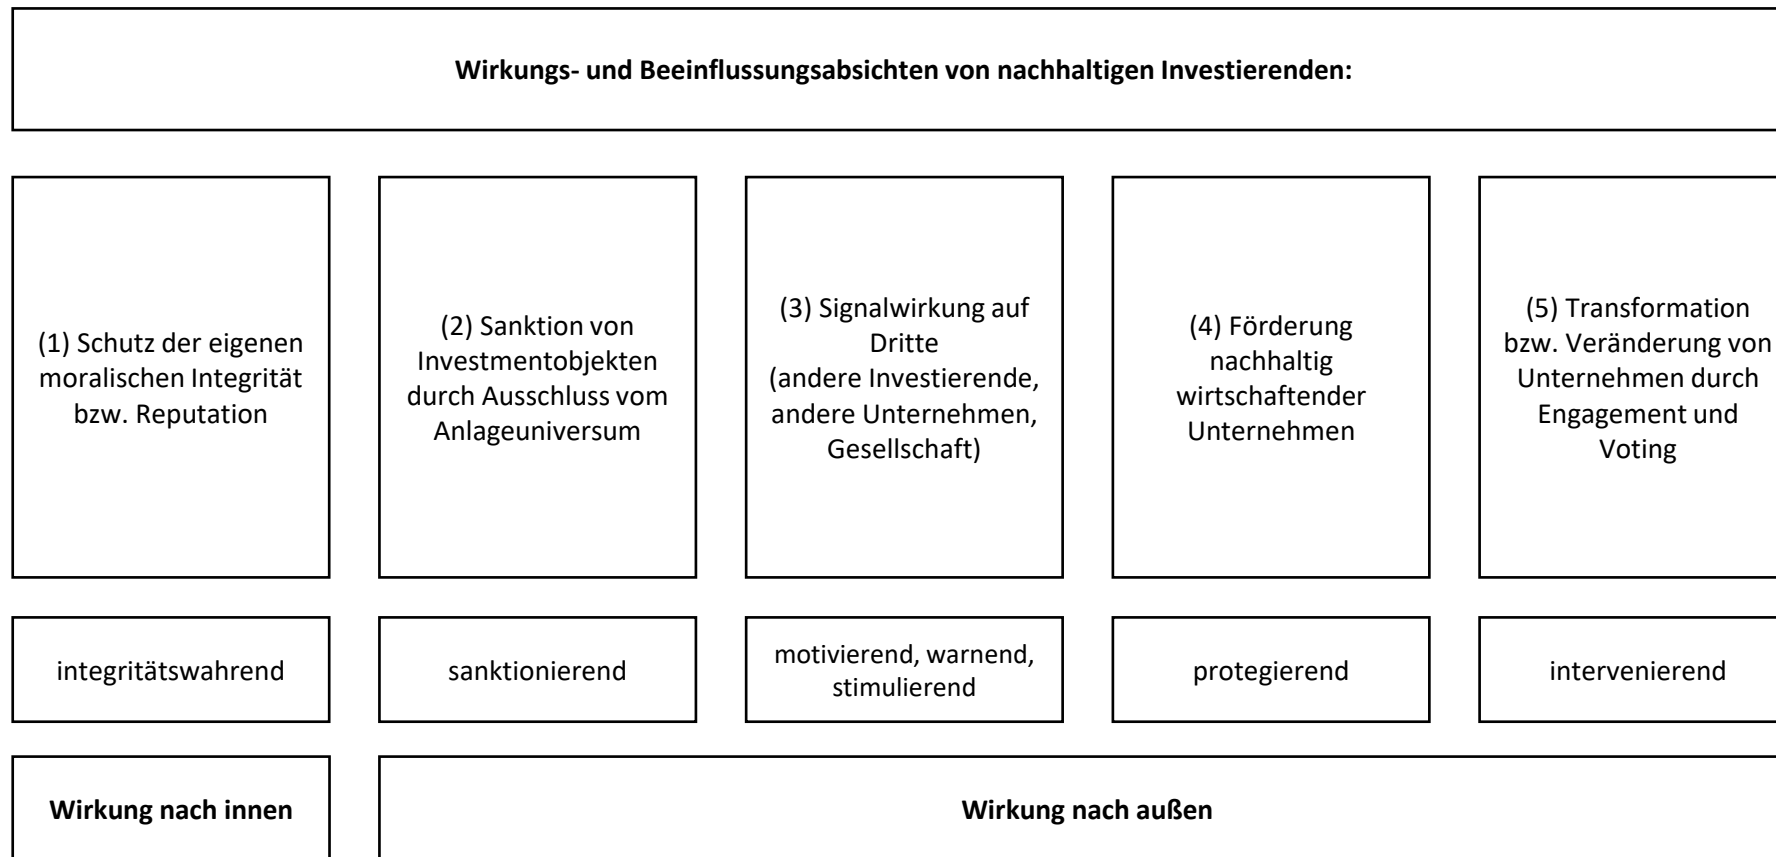 Wirkungs- und Beeinflussungsabsichten von nachhaltigen Investierenden:
(1) Schutz der eigenen
moralischen Integrität
bzw. Reputation
(2) Sanktion von
Investmentobjekten
durch Ausschluss vom
Anlageuniversum
(3) Signalwirkung auf
Dritte
(andere Investierende,
andere Unternehmen,
Gesellschaft)
(4) Förderung
nachhaltig
wirtschaftender
Unternehmen
(5) Transformation
bzw. Veränderung von
Unternehmen durch
Engagement und
Voting
integritätswahrend
sanktionierend
motivierend, warnend,
stimulierend
protegierend
intervenierend
Wirkung nach innen
Wirkung nach außen